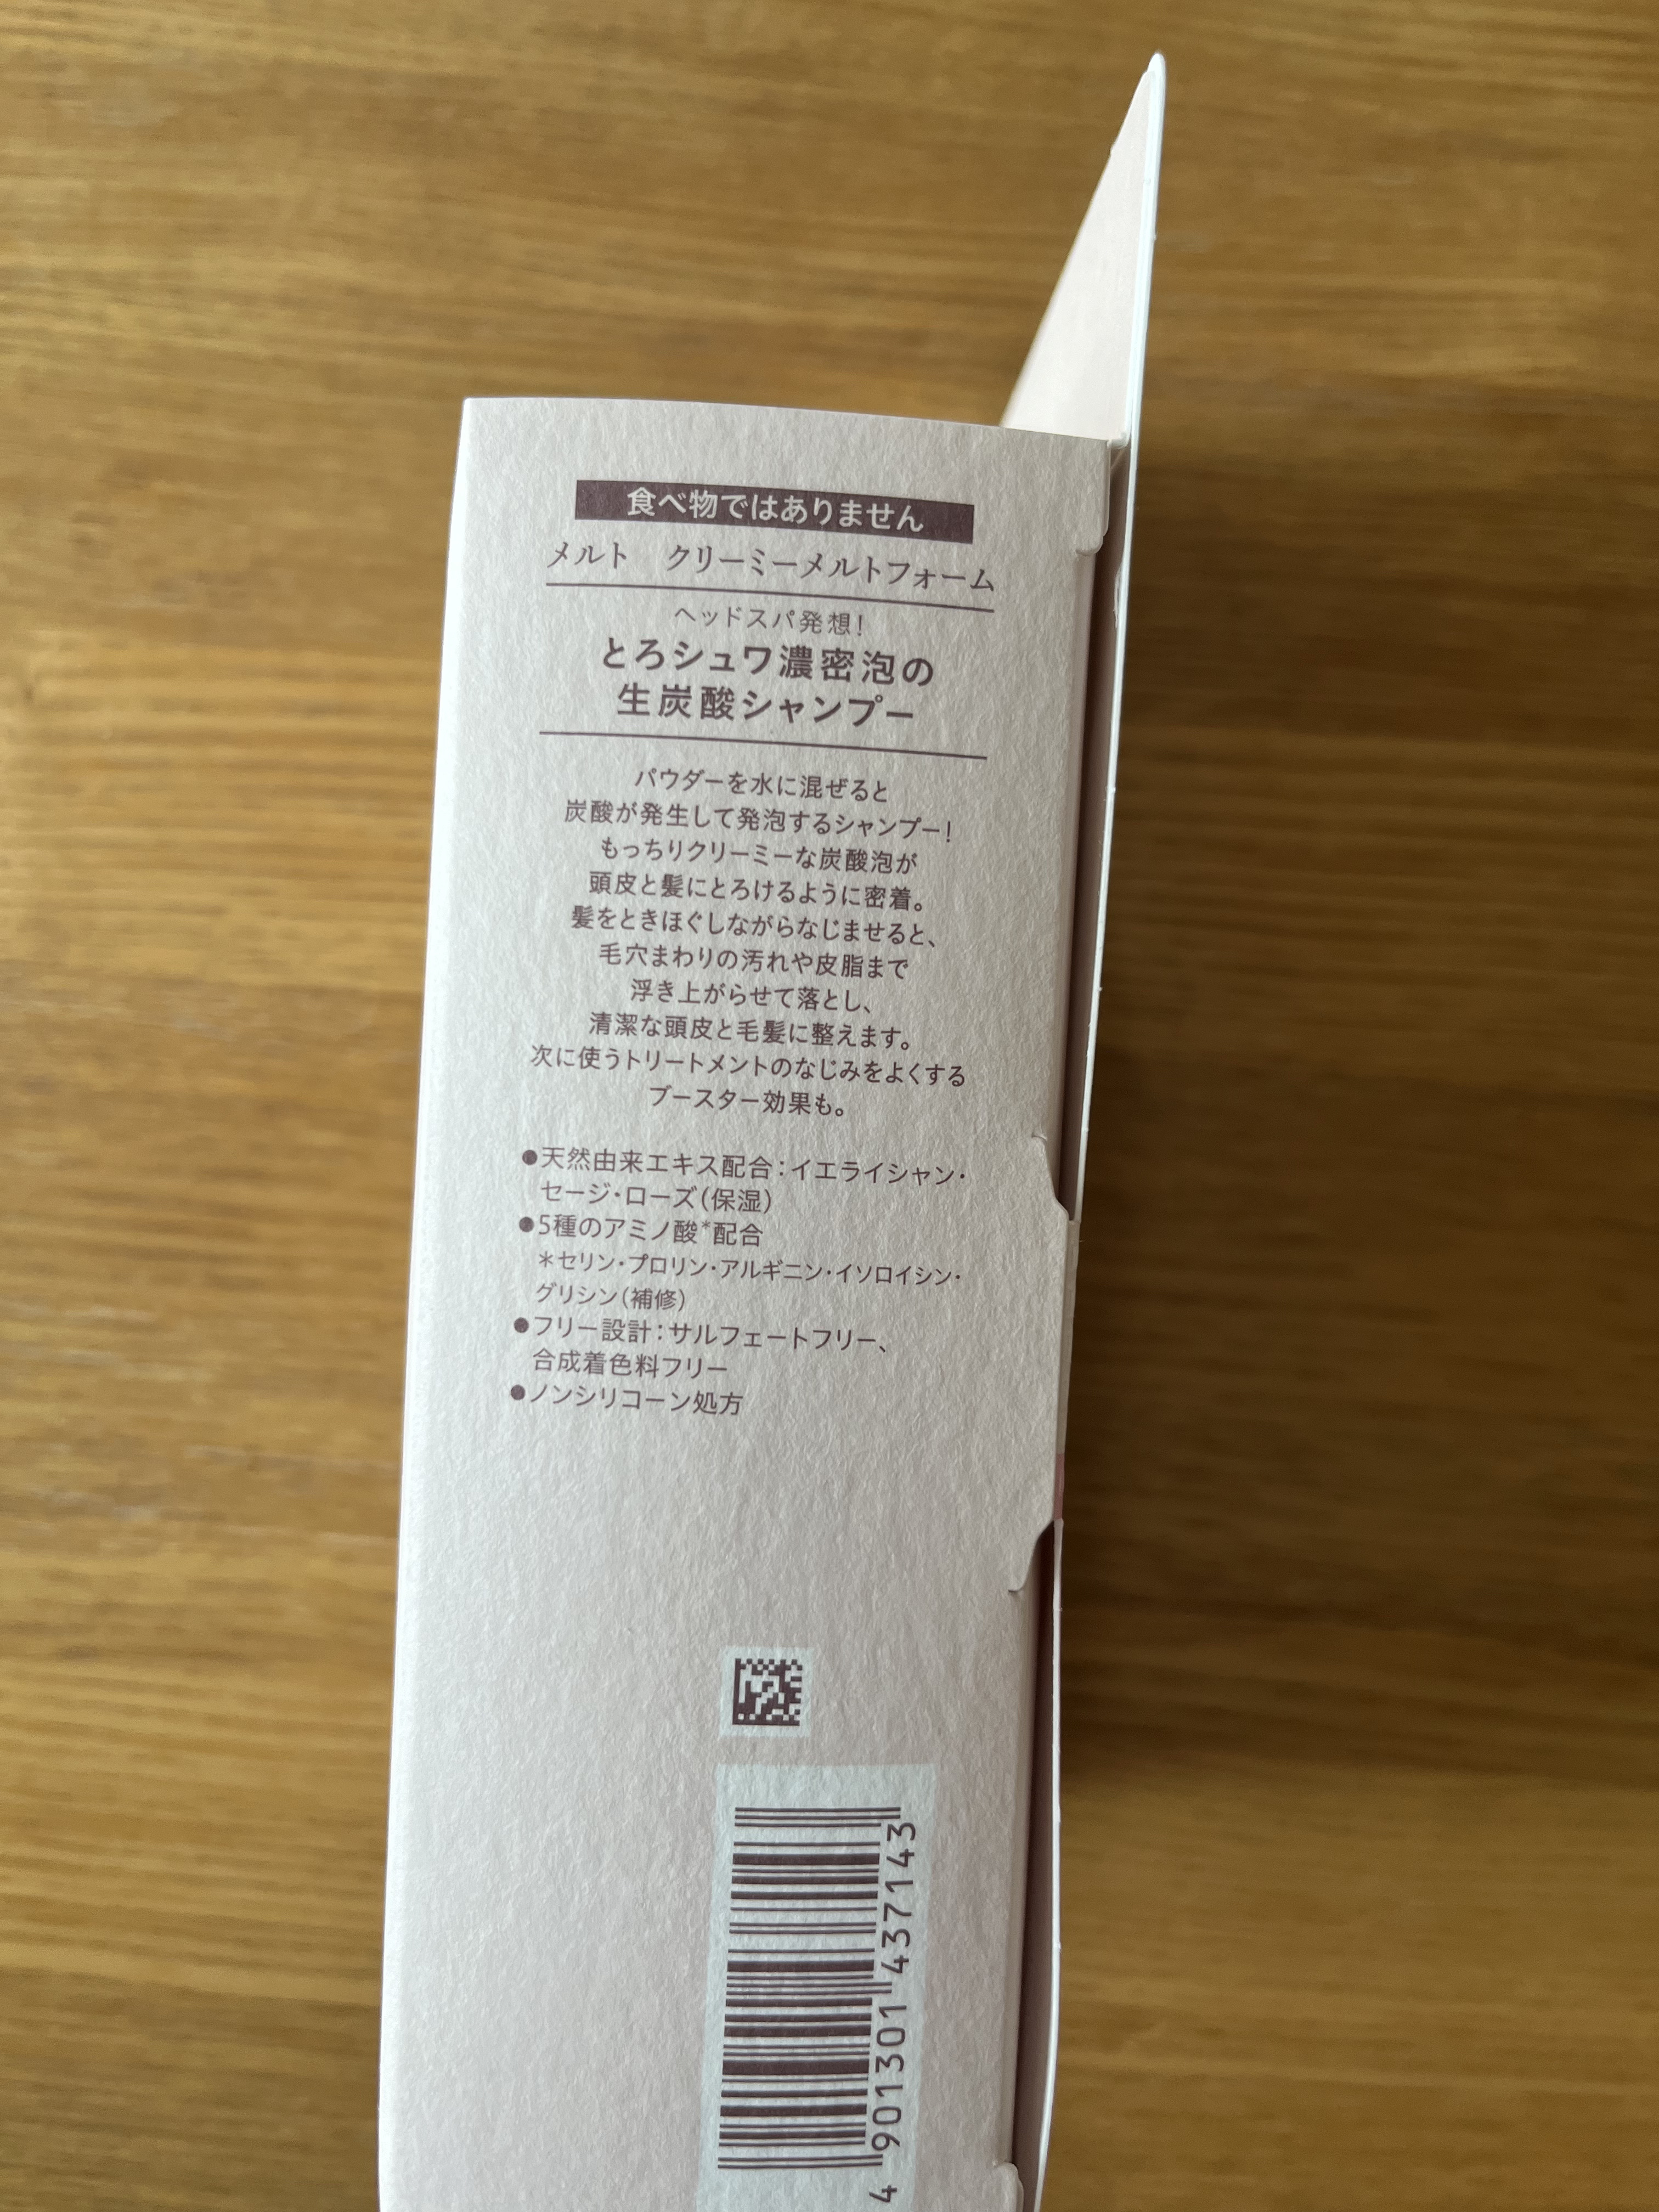 食べ物ではありません
メルト　クリーミーメルトフォーム
ヘッドスパ発想!
とろシュワ濃密泡の
生炭酸シャンプー
パウダーを水に混ぜると
炭酸が発生して発泡するシャンプー!
もっちりクリーミーな炭酸泡が
頭皮と髪にとろけるように密着。
髪をときほぐしながらなじませると、
毛穴まわりの汚れや皮脂まで
浮き上がらせて落とし、
清潔な頭皮と毛髪に整えます。
次に使うトリートメントのなじみをよくする
ブースター効果も。
●天然由来エキス配合:イエライシャン・
セージ・ローズ(保湿)
●5種のアミノ酸*配合
*セリン・プロリン・アルギニン・イソロイシン・
グリシン(補修)
●フリー設計:サルフェートフリー、
合成着色料フリー
●ノンシリコーン処方
4 901301 437143